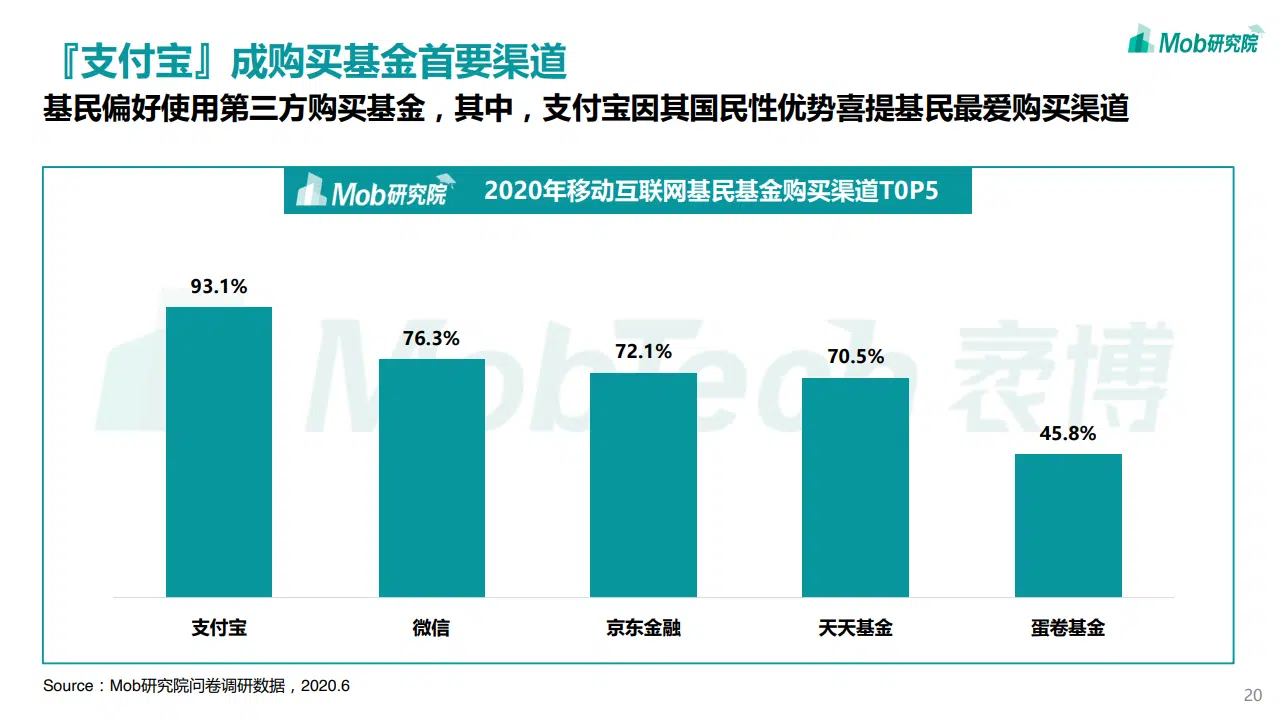 『支付宝』成购买基金首要渠道
Mob研究院
基民偏好使用第三方购买基金，其中，支付宝因其国民性优势喜提基民最爱购买渠道
Mob研究院 2020年移动互联网基民基金购买渠道T0P5
93.1%
76.3%
72.1%
70.5%
45.8%
MobTech 袤博
支付宝 微信 京东金融 天天基金 蛋卷基金
Source：Mob研究院问卷调研数据，2020.6
20